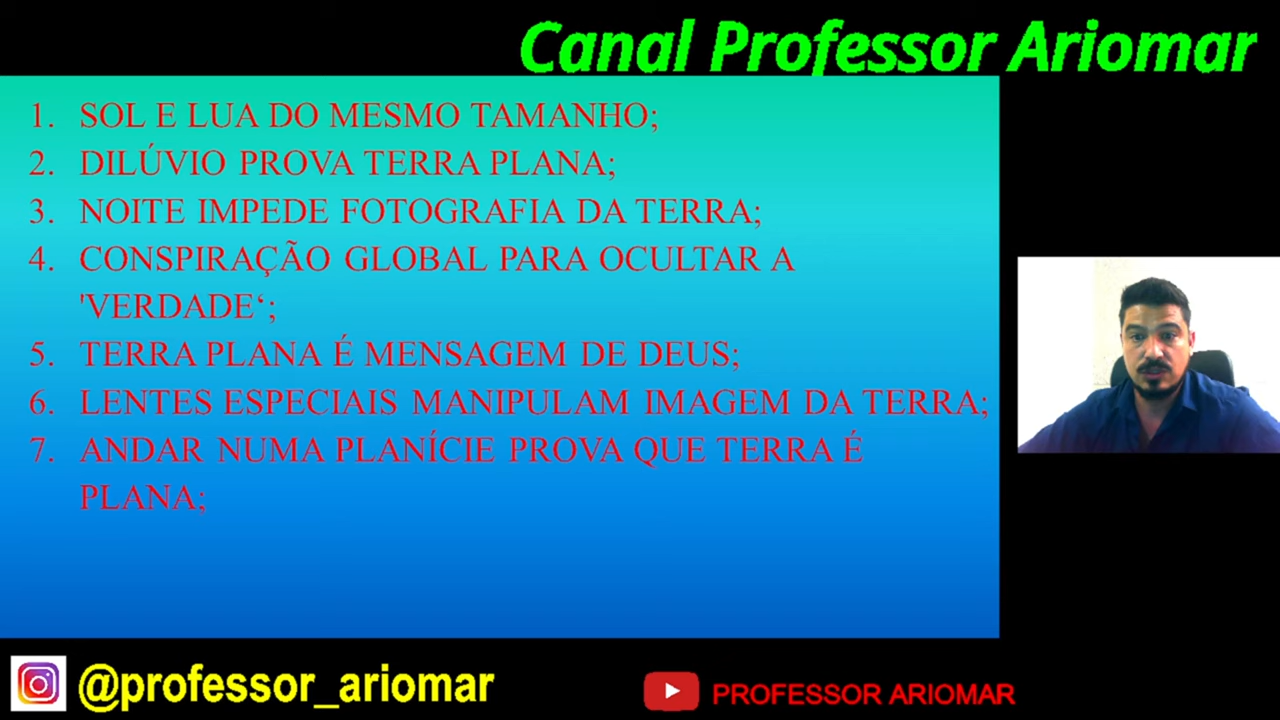 Canal Professor Ariomar
1. SOL E LUA DO MESMO TAMANHO;
2. DILÚVIO PROVA TERRA PLANA;
3. NOITE IMPEDE FOTOGRAFIA DA TERRA;
4. CONSPIRAÇÃO GLOBAL PARA OCULTAR A
'VERDADE‘;
5. TERRA PLANA É MENSAGEM DE DEUS;
6. LENTES ESPECIAIS MANIPULAM IMAGEM DA TERRA;
7. ANDAR NUMA PLANÍCIE PROVA QUE TERRA É
PLANA;
@professor_ariomar
PROFESSOR ARIOMAR